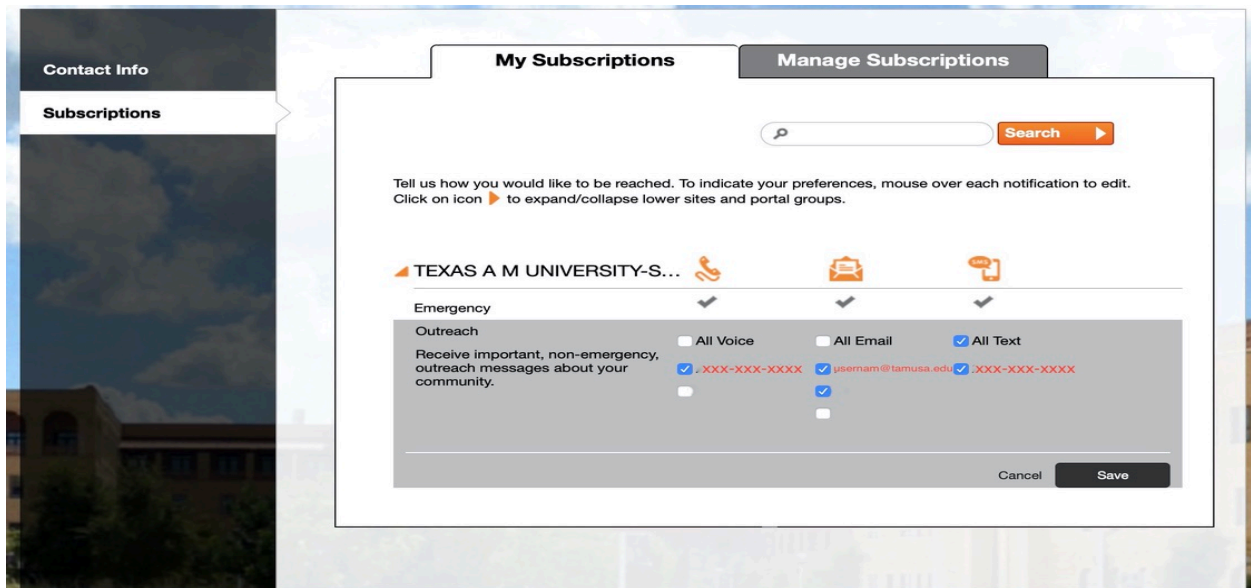 Contact Info
Subscriptions
My Subscriptions
Manage Subscriptions
Search
Tell us how you would like to be reached. To indicate your preferences, mouse over each notification to edit.
Click on icon to expand/collapse lower sites and portal groups.
TEXAS A M UNIVERSITY-S...
SMS
Emergency
Outreach
Receive important, non-emergency,
outreach messages about your
community.
All Voice
All Email
All Text
.xxx-xxx-xxxx
usernam@tamusa.edu
.xxx-xxx-xxxx
Cancel
Save